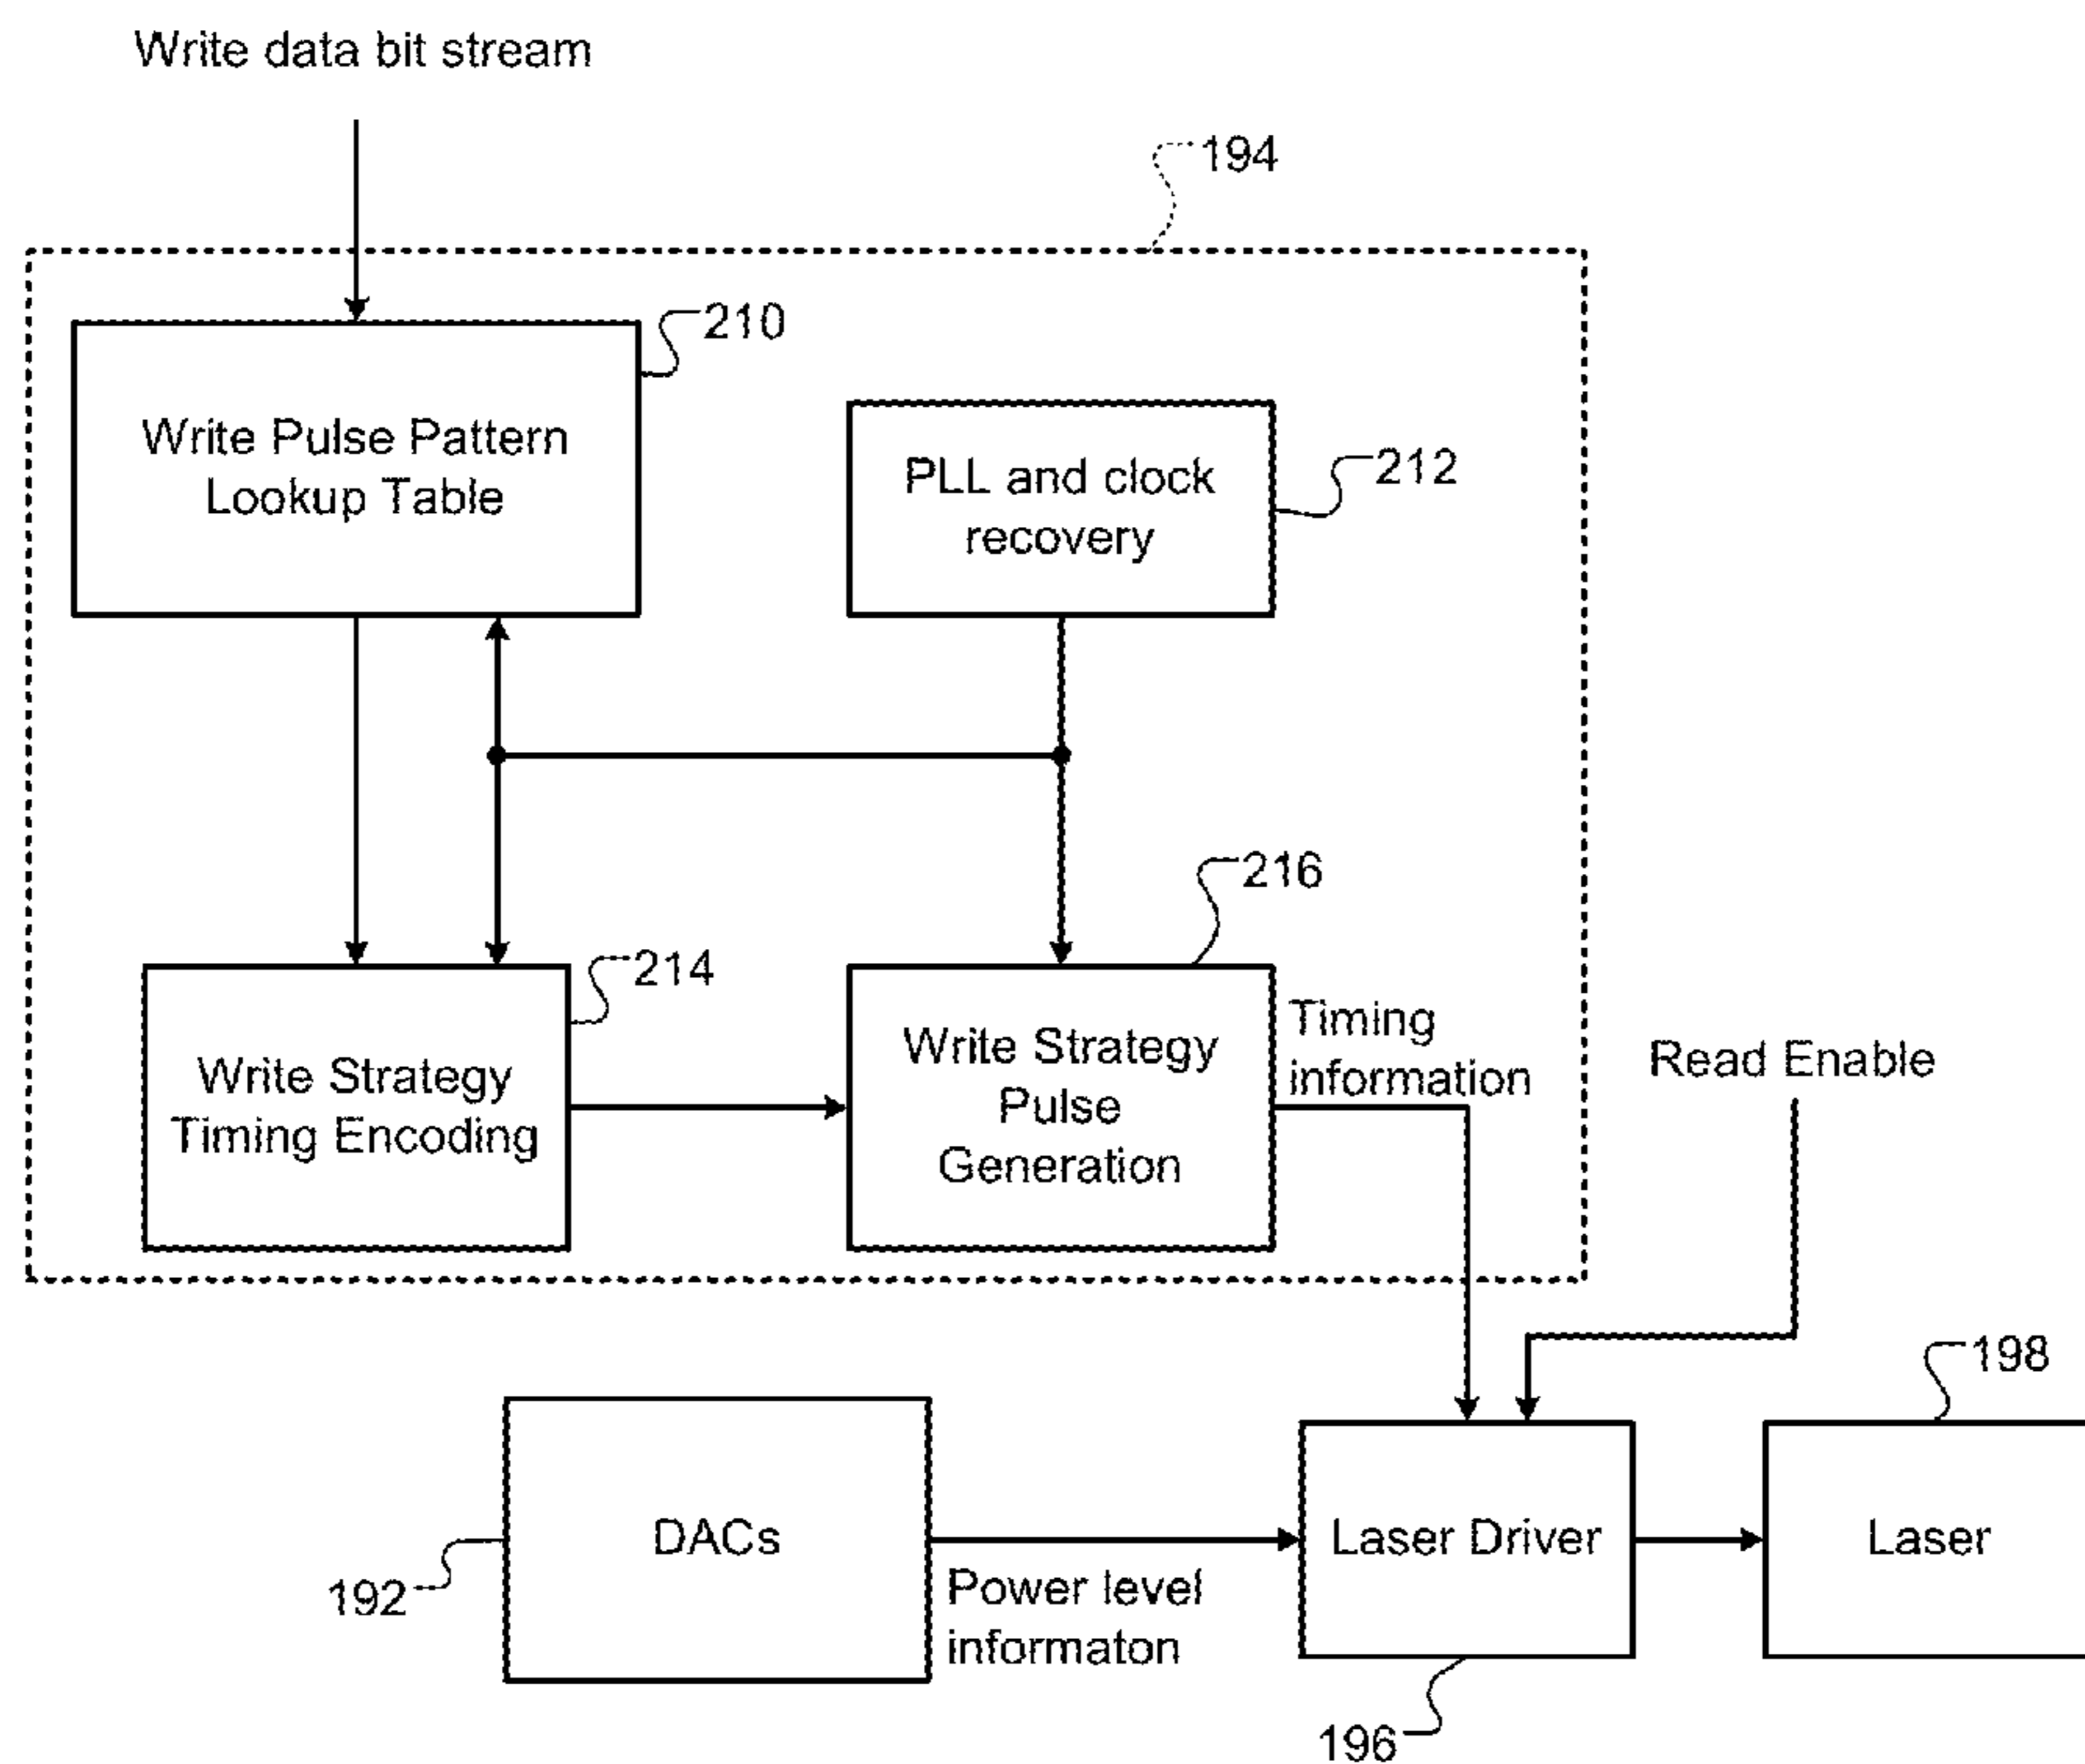 Write data bit stream
194
210
Write Pulse Pattern
Lookup Table
212
PLL and clock
recovery
216
214
Write Strategy
Timing Encoding
Write Strategy
Pulse
Generation
Timing
information
Read Enable
198
DACs
192
Power level
informaton
Laser Driver
Laser
196